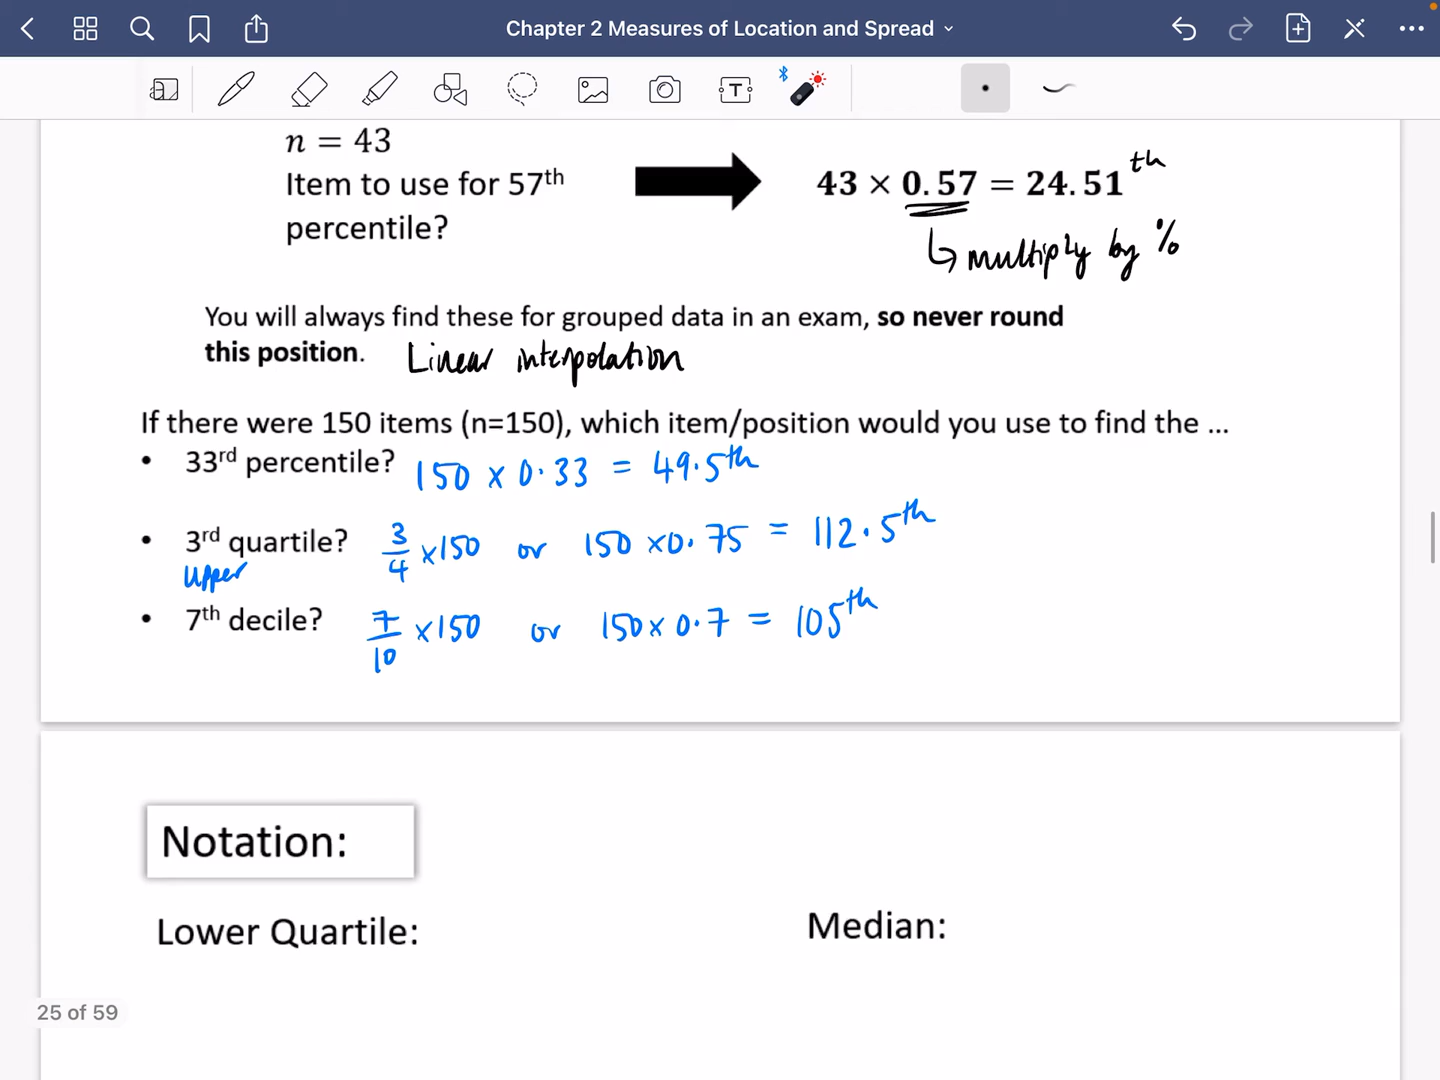 Chapter 2 Measures of Location and Spread
n = 43
Item to use for 57th
percentile?
43 × 0.57 = 24.51 th
↳ multiply by %
You will always find these for grouped data in an exam, so never round
this position. Linear interpolation
If there were 150 items (n=150), which item/position would you use to find the ...
• 33rd percentile? 150 × 0.33 = 49.5th
• 3rd quartile? 3/4 × 150 or 150 × 0.75 = 112.5th
Upper
• 7th decile? 7/10 × 150 or 150 × 0.7 = 105th
Notation:
Lower Quartile: Median:
25 of 59